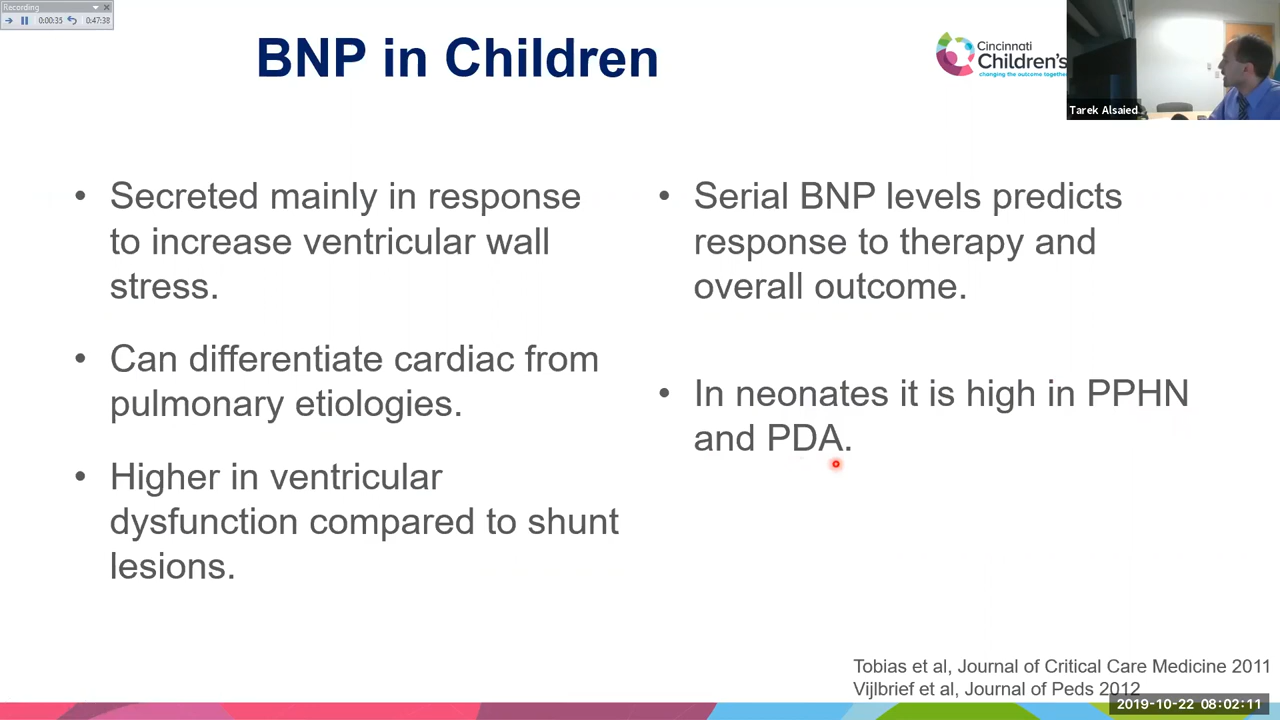 Recording
0:00:35
0:47:38
BNP in Children
Cincinnati
Children's
changing the outcome together
Tarek Alsaied
• Secreted mainly in response
to increase ventricular wall
stress.
• Can differentiate cardiac from
pulmonary etiologies.
• Higher in ventricular
dysfunction compared to shunt
lesions.
• Serial BNP levels predicts
response to therapy and
overall outcome.
• In neonates it is high in PPHN
and PDA.
Tobias et al, Journal of Critical Care Medicine 2011
Vijlbrief et al, Journal of Peds 2012
2019-10-22 08:02:11